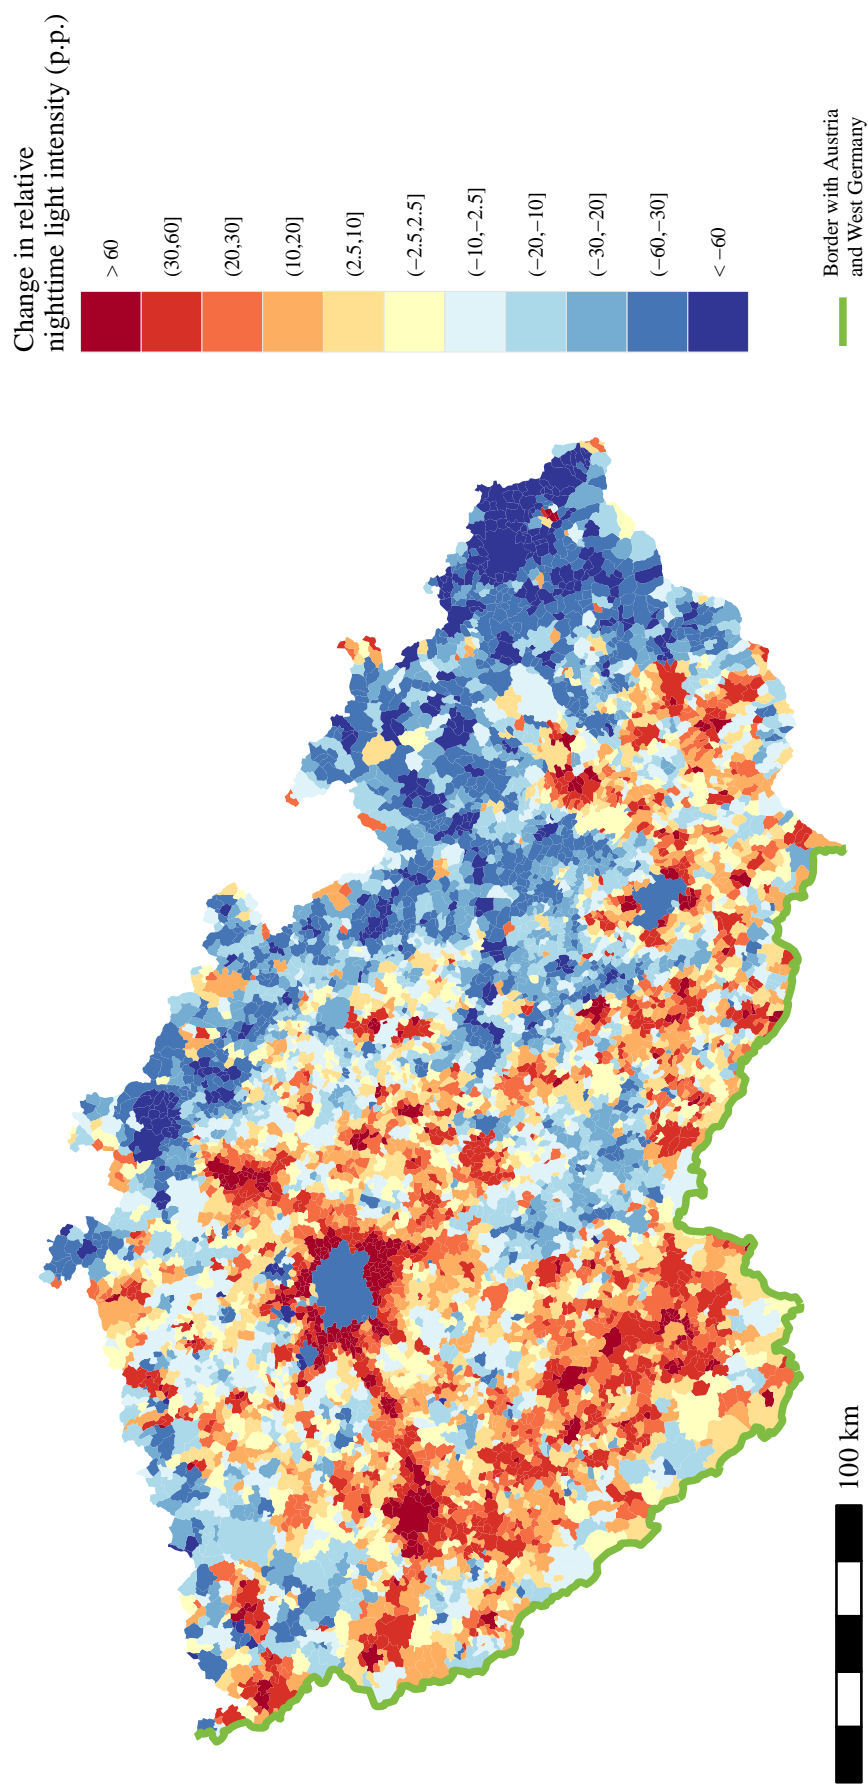 Change in relative
nighttime light intensity (p.p.)
> 60
(30,60]
(20,30]
(10,20]
(2.5,10]
(−2.5,2.5]
(−10,−2.5]
(−20,−10]
(−30,−20]
(−60,−30]
< −60
Border with Austria
and West Germany
100 km